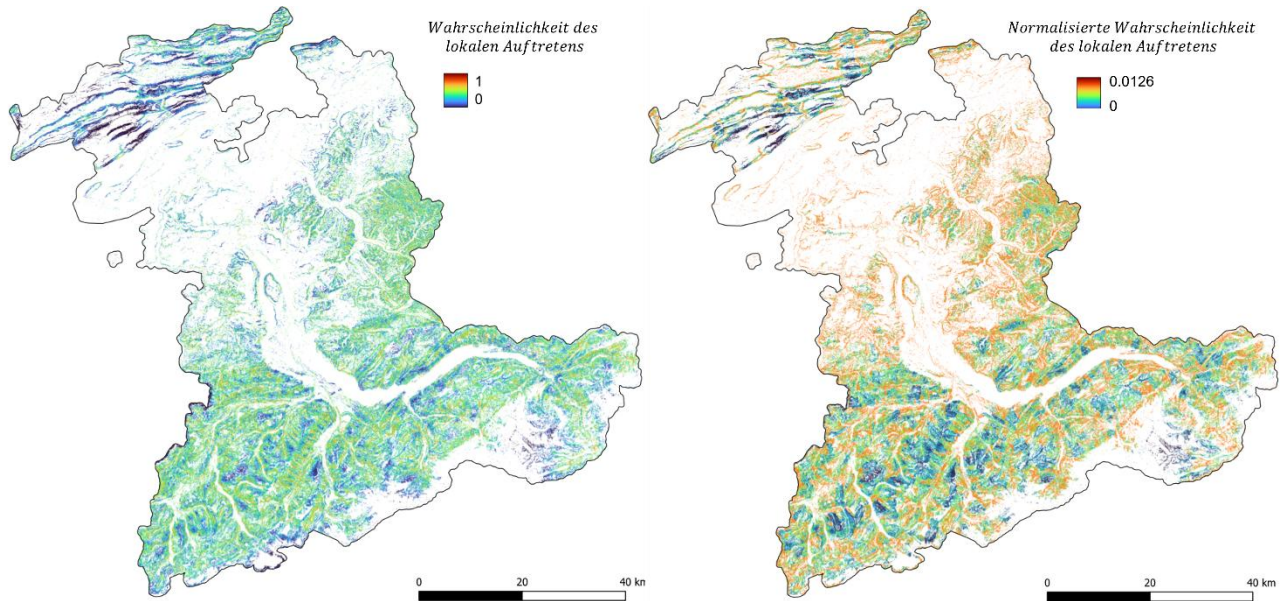 Wahrscheinlichkeit des
lokalen Auftretens
1
0
0 20 40 km
Normalisierte Wahrscheinlichkeit
des lokalen Auftretens
0.0126
0
0 20 40 km